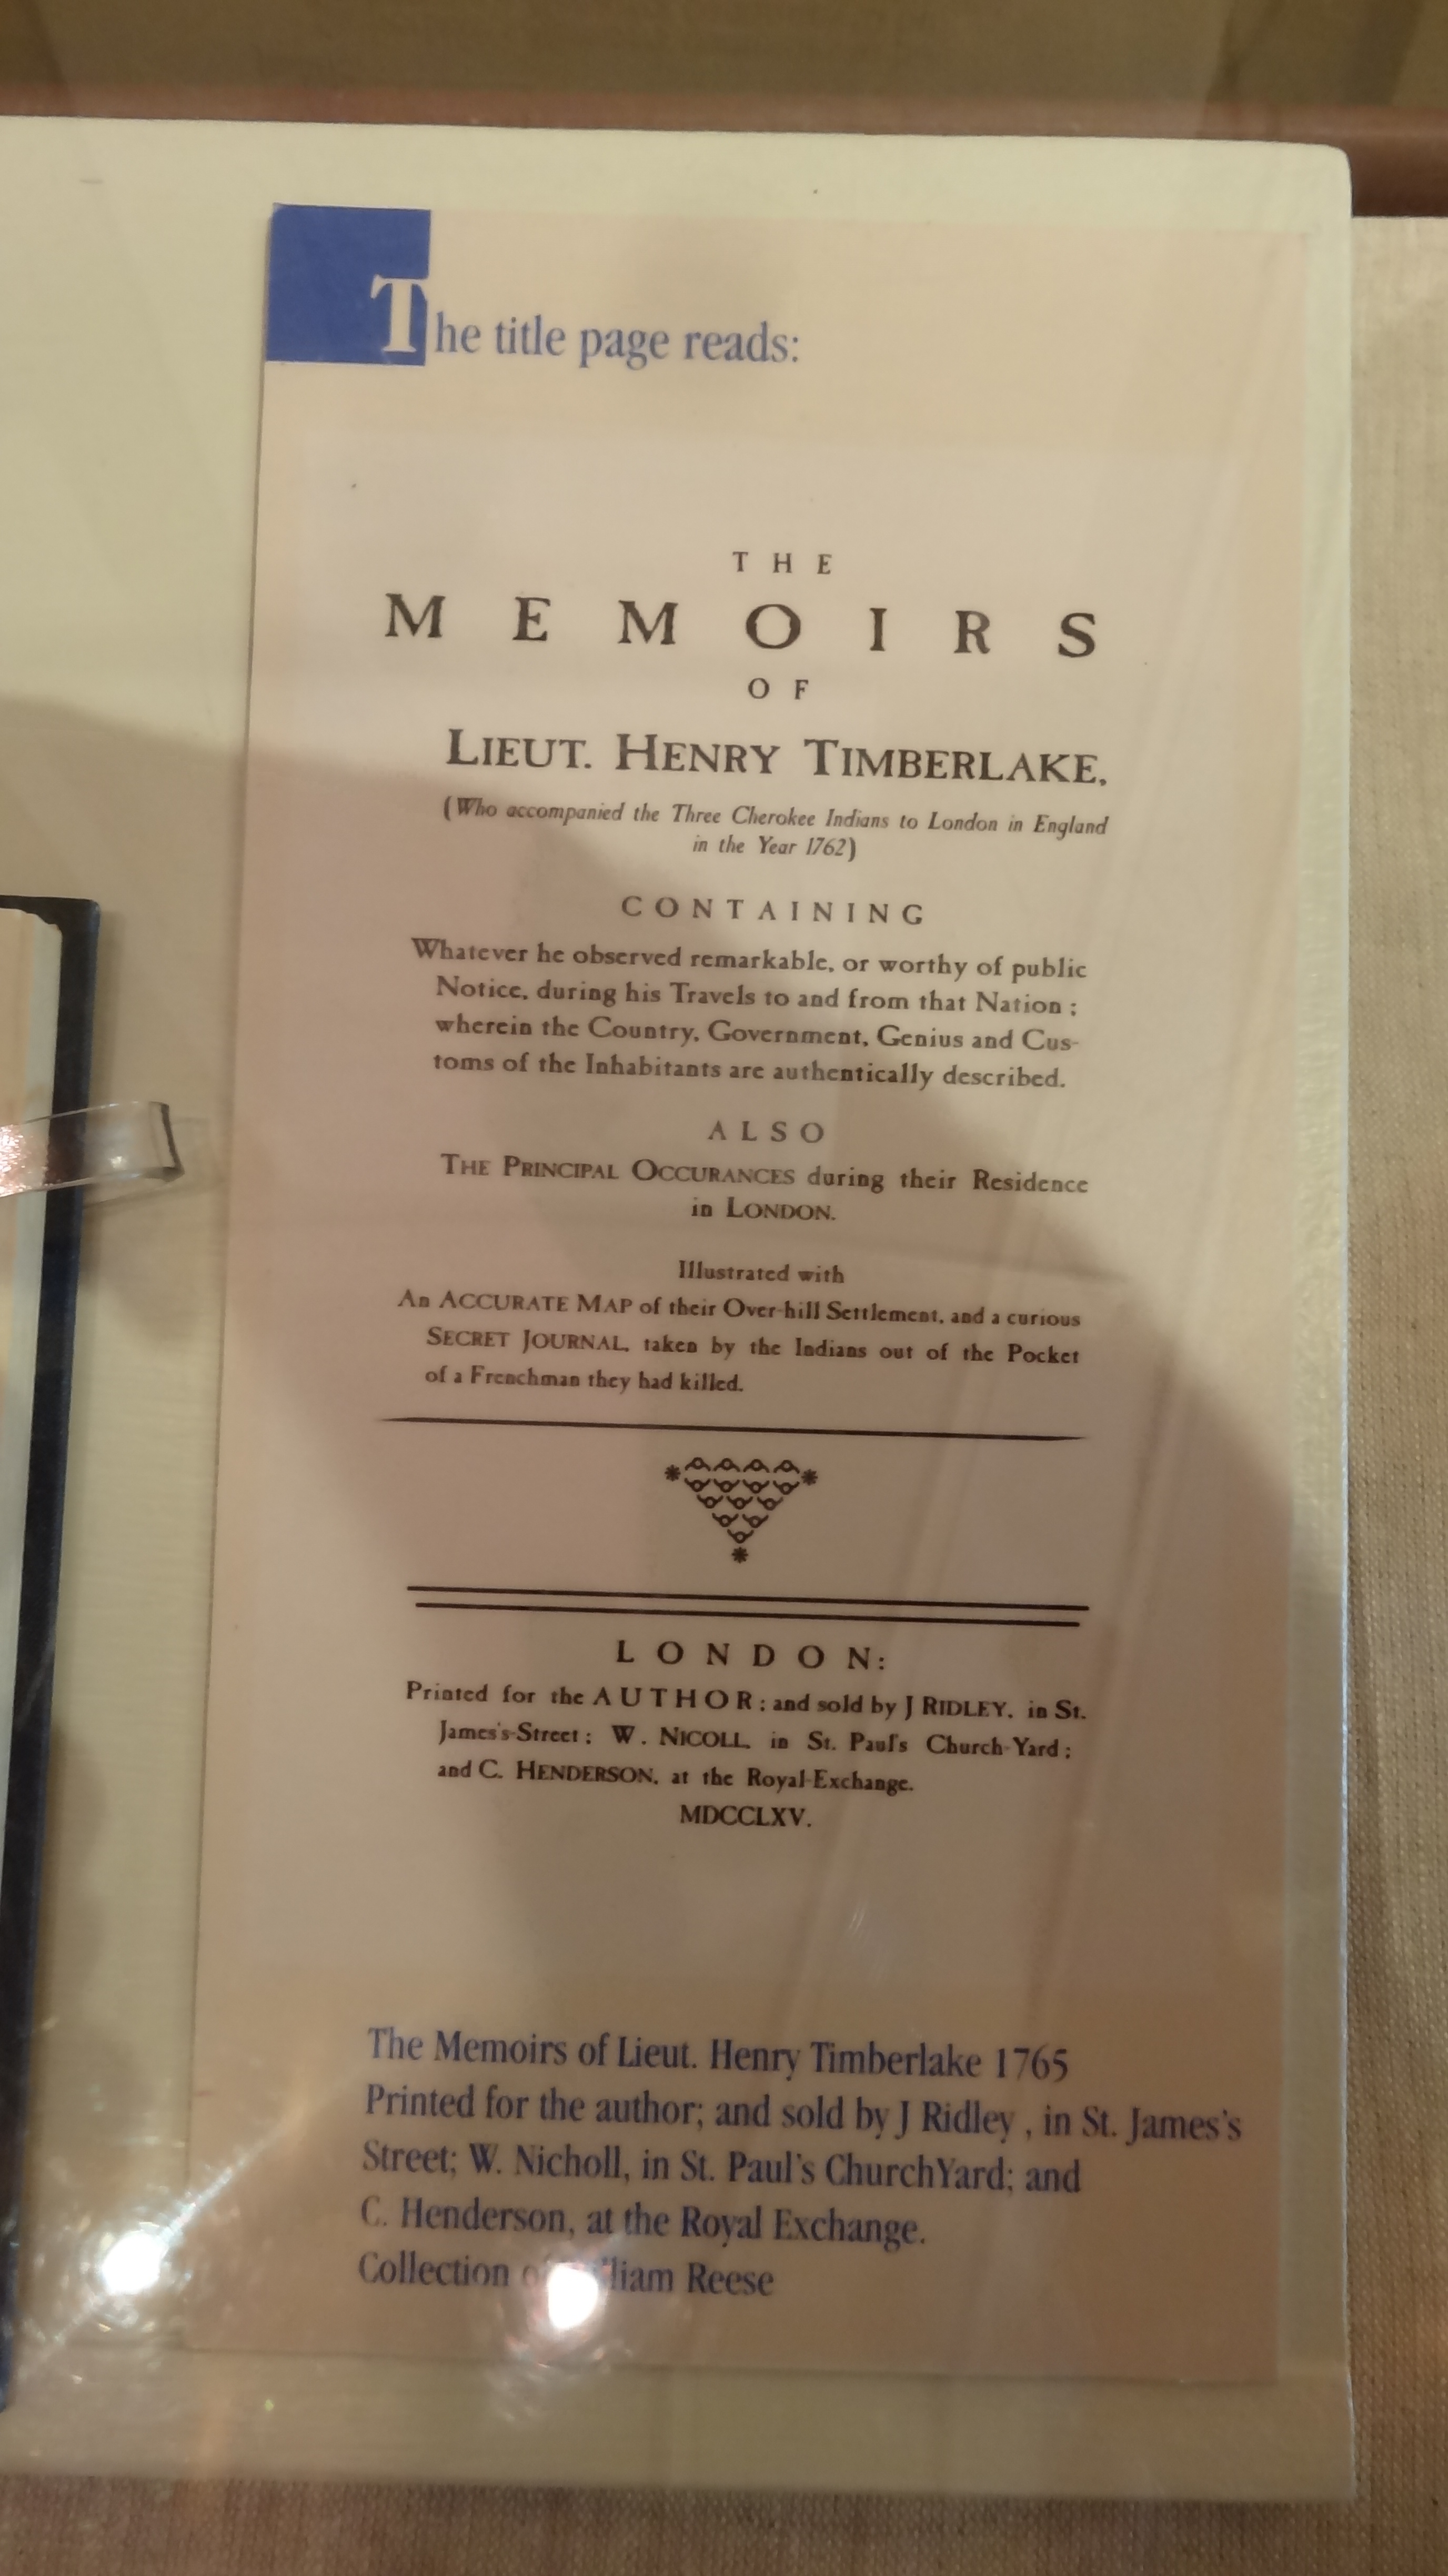 The title page reads:
THE
MEMOIRS
OF
LIEUT. HENRY TIMBERLAKE,
(Who accompanied the Three Cherokee Indians to London in England
in the Year 1762)
CONTAINING
Whatever he observed remarkable, or worthy of public
Notice, during his Travels to and from that Nation;
wherein the Country, Government, Genius and Cus-
toms of the Inhabitants are authentically described.
ALSO
THE PRINCIPAL OCCURANCES during their Residence
in LONDON.
Illustrated with
An ACCURATE MAP of their Over-hill Settlement, and a curious
SECRET JOURNAL, taken by the Indians out of the Pocket
of a Frenchman they had killed.
LONDON:
Printed for the AUTHOR; and sold by J RIDLEY, in St.
James's-Street; W. NICOLL, in St. Paul's Church-Yard;
and C. HENDERSON, at the Royal-Exchange.
MDCCLXV.
The Memoirs of Lieut. Henry Timberlake 1765
Printed for the author; and sold by J Ridley , in St. James's
Street; W. Nicholl, in St. Paul's ChurchYard; and
C. Henderson, at the Royal Exchange.
Collection Reese